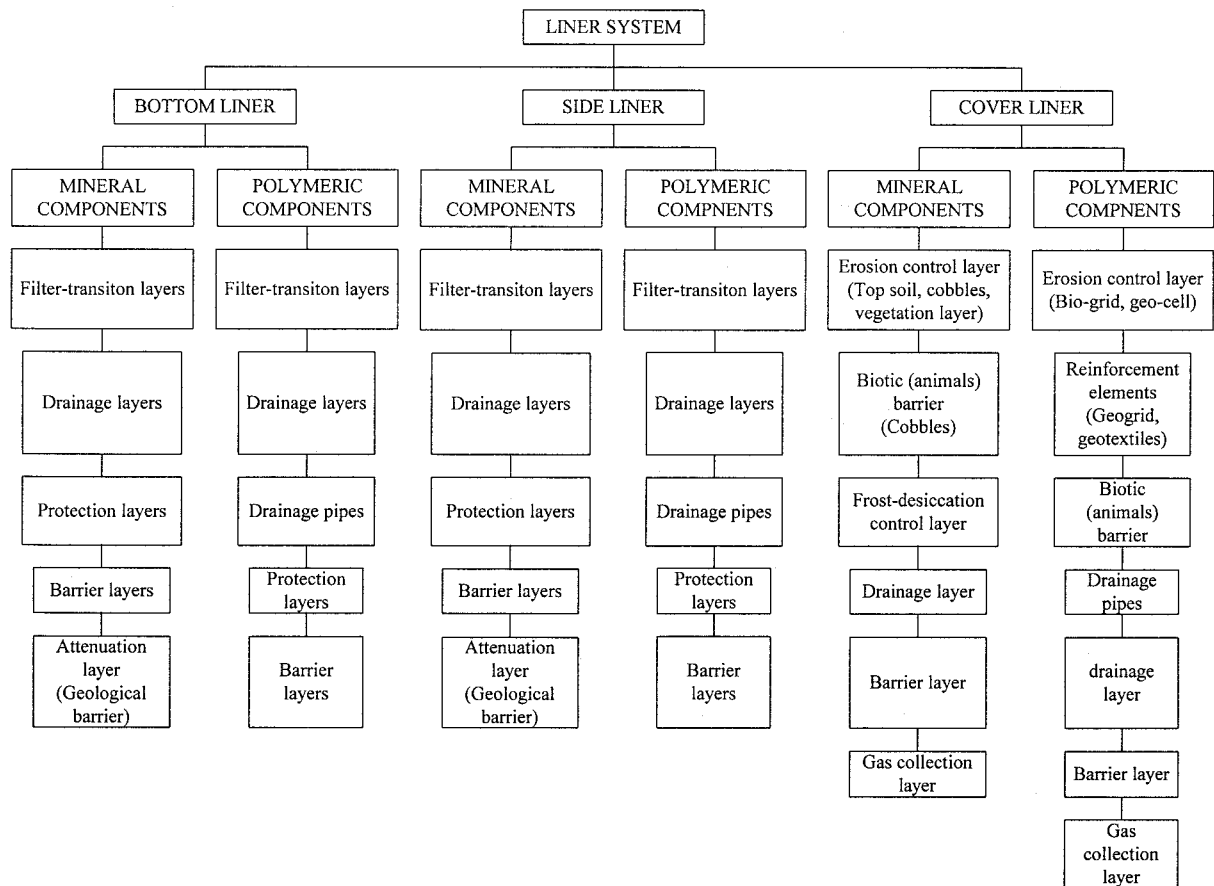 LINER SYSTEM
BOTTOM LINER
SIDE LINER
COVER LINER
MINERAL
COMPONENTS
POLYMERIC
COMPONENTS
MINERAL
COMPONENTS
POLYMERIC
COMPNENTS
MINERAL
COMPONENTS
POLYMERIC
COMPNENTS
Filter-transiton layers
Filter-transiton layers
Filter-transiton layers
Filter-transiton layers
Erosion control layer
(Top soil, cobbles,
vegetation layer)
Erosion control layer
(Bio-grid, geo-cell)
Drainage layers
Drainage layers
Drainage layers
Drainage layers
Biotic (animals)
barrier
(Cobbles)
Reinforcement
elements
(Geogrid,
geotextiles)
Protection layers
Drainage pipes
Protection layers
Drainage pipes
Frost-desiccation
control layer
Biotic
(animals)
barrier
Barrier layers
Protection
layers
Barrier layers
Protection
layers
Drainage layer
Drainage
pipes
Attenuation
layer
(Geological
barrier)
Barrier
layers
Attenuation
layer
(Geological
barrier)
Barrier
layers
Barrier layer
drainage
layer
Gas collection
layer
Barrier layer
Gas
collection
layer